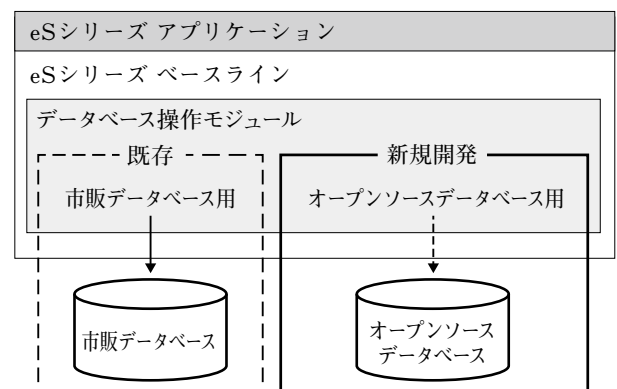 eSシリーズ アプリケーション
eSシリーズ ベースライン
データベース操作モジュール
既存
新規開発
市販データベース用
オープンソースデータベース用
市販データベース
オープンソース
データベース